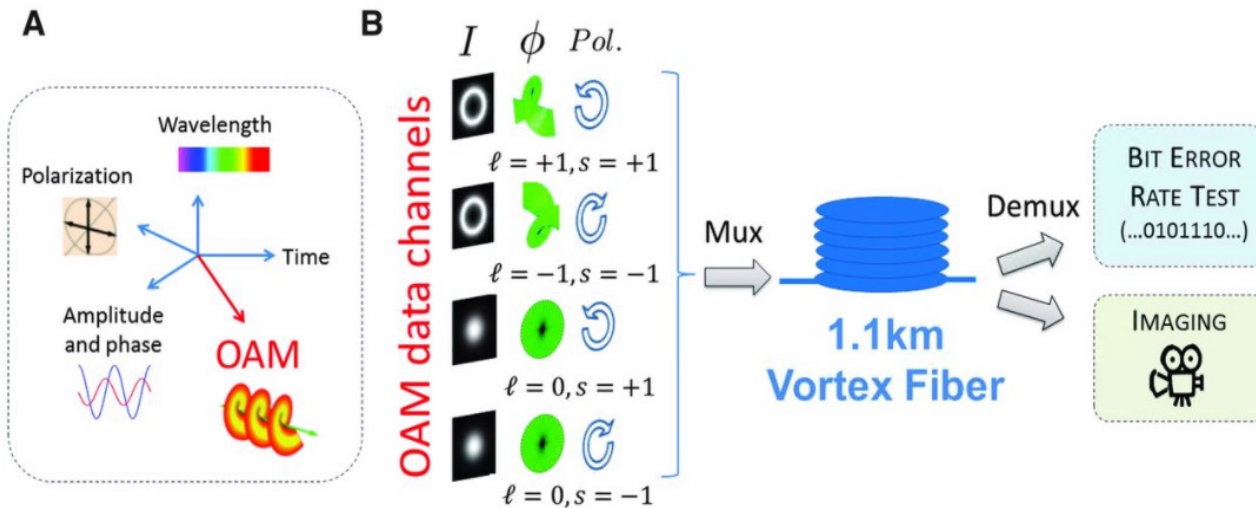 A
Wavelength
Polarization
Time
Amplitude
and phase
OAM
B
OAM data channels
I ϕ Pol.
ℓ = +1, s = +1
ℓ = −1, s = −1
ℓ = 0, s = +1
ℓ = 0, s = −1
Mux
1.1km
Vortex Fiber
Demux
BIT ERROR
RATE TEST
(...0101110...)
IMAGING